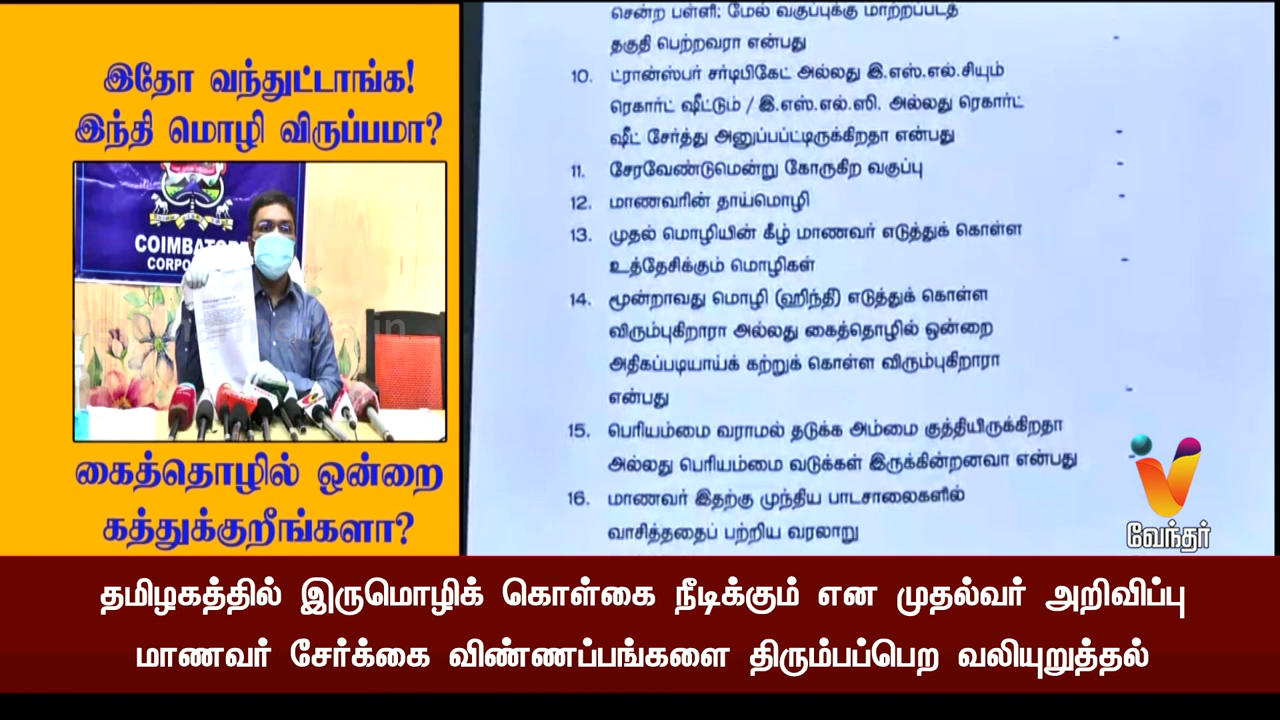 இதோ வந்துட்டாங்க!
இந்தி மொழி விருப்பமா?
COIMBATORE
CORPO
கைத்தொழில் ஒன்றை
கத்துக்குறீங்களா?
சென்ற பள்ளி; மேல் வகுப்புக்கு மாற்றப்படத்
தகுதி பெற்றவரா என்பது -
10. ட்ரான்ஸ்பர் சர்டிபிகேட் அல்லது இ.எஸ்.எல்.சியும்
ரெகார்ட் ஷீட்டும் / இ.எஸ்.எல்.ஸி. அல்லது ரெகார்ட்
ஷீட் சேர்த்து அனுப்பப்ட்டிருக்கிறதா என்பது -
11. சேரவேண்டுமென்று கோருகிற வகுப்பு -
12. மாணவரின் தாய்மொழி -
13. முதல் மொழியின் கீழ் மாணவர் எடுத்துக் கொள்ள
உத்தேசிக்கும் மொழிகள் -
14. மூன்றாவது மொழி (ஹிந்தி) எடுத்துக் கொள்ள
விரும்புகிறாரா அல்லது கைத்தொழில் ஒன்றை
அதிகப்படியாய்க் கற்றுக் கொள்ள விரும்புகிறாரா
என்பது -
15. பெரியம்மை வராமல் தடுக்க அம்மை குத்தியிருக்கிறதா
அல்லது பெரியம்மை வடுக்கள் இருக்கின்றனவா என்பது -
16. மாணவர் இதற்கு முந்திய பாடசாலைகளில்
வாசித்ததைப் பற்றிய வரலாறு
வேந்தர்
தமிழகத்தில் இருமொழிக் கொள்கை நீடிக்கும் என முதல்வர் அறிவிப்பு
மாணவர் சேர்க்கை விண்ணப்பங்களை திரும்பப்பெற வலியுறுத்தல்